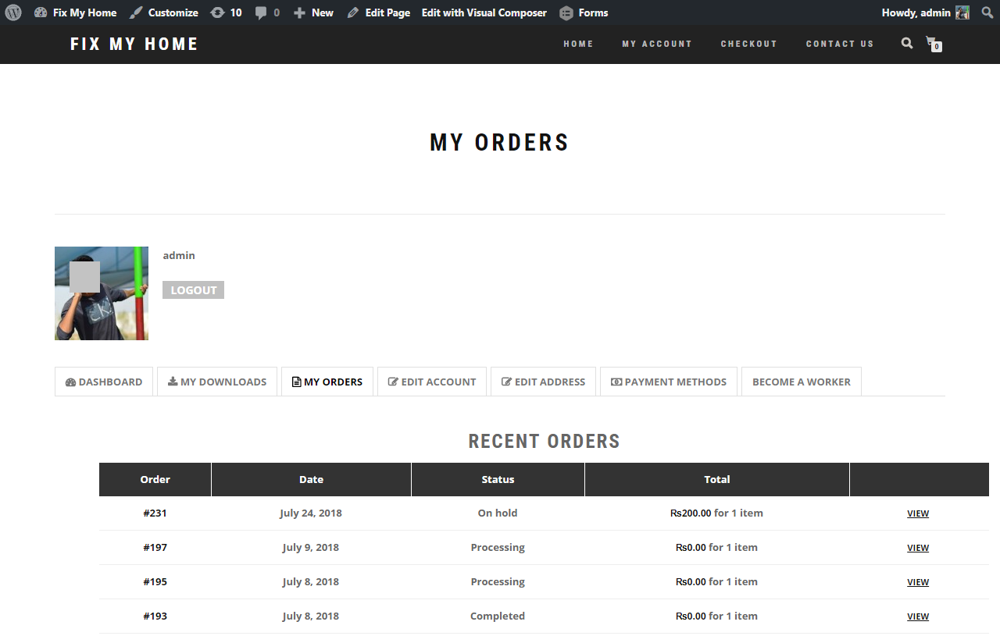 Fix My Home Customize 10 0 New Edit Page Edit with Visual Composer Forms Howdy, admin
FIX MY HOME HOME MY ACCOUNT CHECKOUT CONTACT US 0
MY ORDERS
admin
LOGOUT
DASHBOARD MY DOWNLOADS MY ORDERS EDIT ACCOUNT EDIT ADDRESS PAYMENT METHODS BECOME A WORKER
RECENT ORDERS
Order Date Status Total
#231 July 24, 2018 On hold ₨200.00 for 1 item VIEW
#197 July 9, 2018 Processing ₨0.00 for 1 item VIEW
#195 July 8, 2018 Processing ₨0.00 for 1 item VIEW
#193 July 8, 2018 Completed ₨0.00 for 1 item VIEW